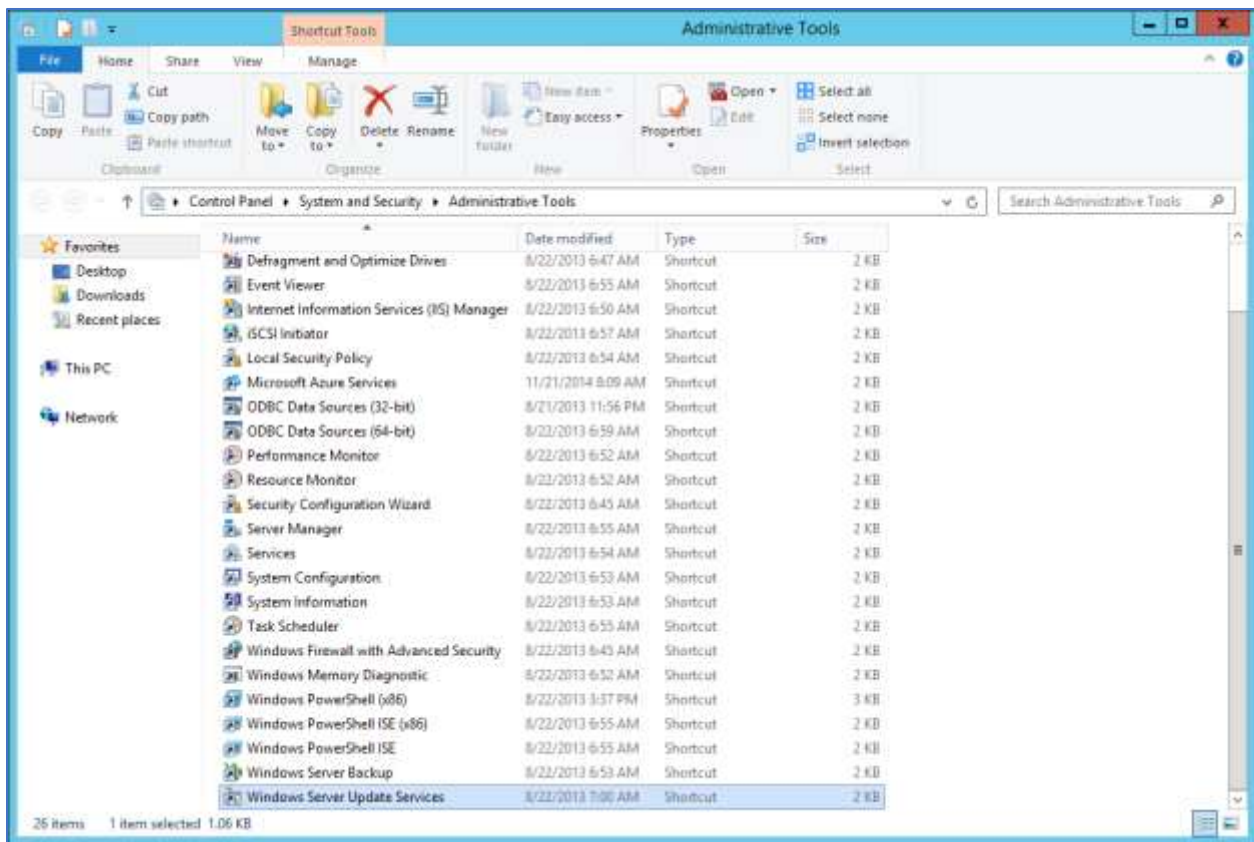 Shortcut Tools Administrative Tools
File Home Share View Manage
Copy Paste Cut Copy path Paste shortcut Move to Copy to Delete Rename New folder New item Easy access Properties Open Edit Select all Select none Invert selection
Clipboard Organize New Open Select
Control Panel System and Security Administrative Tools Search Administrative Tools
Favorites
Desktop
Downloads
Recent places
This PC
Network
Name Date modified Type Size
Defragment and Optimize Drives 8/22/2013 6:47 AM Shortcut 2 KB
Event Viewer 8/22/2013 6:55 AM Shortcut 2 KB
Internet Information Services (IIS) Manager 8/22/2013 6:50 AM Shortcut 2 KB
iSCSI Initiator 8/22/2013 6:57 AM Shortcut 2 KB
Local Security Policy 8/22/2013 6:54 AM Shortcut 2 KB
Microsoft Azure Services 11/21/2014 8:09 AM Shortcut 2 KB
ODBC Data Sources (32-bit) 8/21/2013 11:56 PM Shortcut 2 KB
ODBC Data Sources (64-bit) 8/22/2013 6:59 AM Shortcut 2 KB
Performance Monitor 8/22/2013 6:52 AM Shortcut 2 KB
Resource Monitor 8/22/2013 6:52 AM Shortcut 2 KB
Security Configuration Wizard 8/22/2013 6:45 AM Shortcut 2 KB
Server Manager 8/22/2013 6:55 AM Shortcut 2 KB
Services 8/22/2013 6:54 AM Shortcut 2 KB
System Configuration 8/22/2013 6:53 AM Shortcut 2 KB
System Information 8/22/2013 6:53 AM Shortcut 2 KB
Task Scheduler 8/22/2013 6:55 AM Shortcut 2 KB
Windows Firewall with Advanced Security 8/22/2013 6:45 AM Shortcut 2 KB
Windows Memory Diagnostic 8/22/2013 6:52 AM Shortcut 2 KB
Windows PowerShell (x86) 8/22/2013 3:37 PM Shortcut 3 KB
Windows PowerShell ISE (x86) 8/22/2013 6:55 AM Shortcut 2 KB
Windows PowerShell ISE 8/22/2013 6:55 AM Shortcut 2 KB
Windows Server Backup 8/22/2013 6:53 AM Shortcut 2 KB
Windows Server Update Services 8/22/2013 7:00 AM Shortcut 2 KB
26 items 1 item selected 1.06 KB